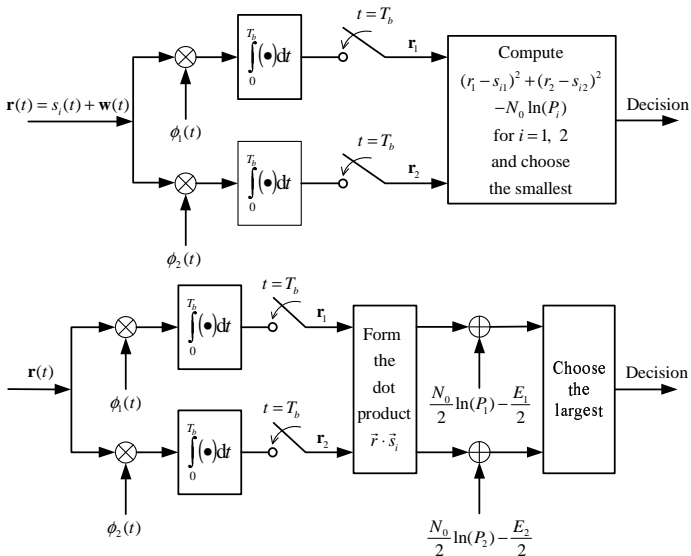 t = T_b
∫_0^{T_b} (•) dt
r_1
r(t) = s_i(t) + w(t)
ϕ_1(t)
Compute
(r_1 − s_{i1})^2 + (r_2 − s_{i2})^2
−N_0 ln(P_i)
for i = 1, 2
and choose
the smallest
Decision
t = T_b
∫_0^{T_b} (•) dt
r_2
ϕ_2(t)
t = T_b
∫_0^{T_b} (•) dt
r_1
r(t)
ϕ_1(t)
Form
the
dot
product
r⃗ · s⃗_i
N_0/2 ln(P_1) − E_1/2
Choose
the
largest
Decision
t = T_b
∫_0^{T_b} (•) dt
r_2
ϕ_2(t)
N_0/2 ln(P_2) − E_2/2